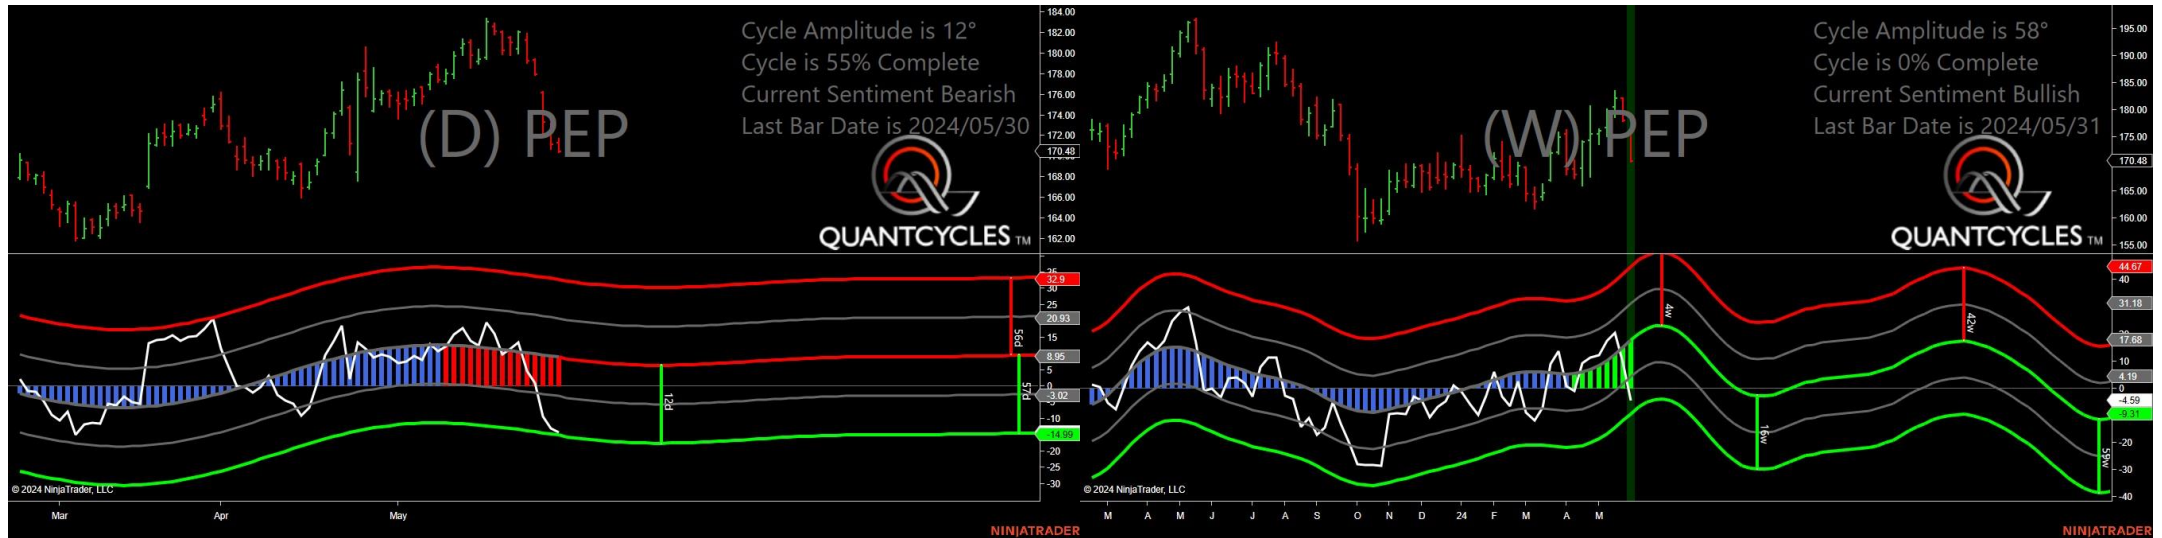 Cycle Amplitude is 12°
Cycle is 55% Complete
Current Sentiment Bearish
Last Bar Date is 2024/05/30
(D) PEP
QUANTCYCLES TM
184.00
182.00
180.00
178.00
176.00
174.00
172.00
170.48
168.00
166.00
164.00
162.00
25
32.9
30
25
20.93
15
8.95
5
0
-3.02
-10
-14.99
-20
-25
-30
56d
57d
12d
© 2024 NinjaTrader, LLC
Mar Apr May
NINJATRADER
Cycle Amplitude is 58°
Cycle is 0% Complete
Current Sentiment Bullish
Last Bar Date is 2024/05/31
(W) PEP
QUANTCYCLES TM
195.00
190.00
185.00
180.00
175.00
170.48
165.00
160.00
155.00
44.67
40
31.18
17.68
10
4.19
0
-4.59
-9.31
-20
-30
-40
4w
42w
16w
59w
© 2024 NinjaTrader, LLC
M A M J J A S O N D 24 F M A M
NINJATRADER